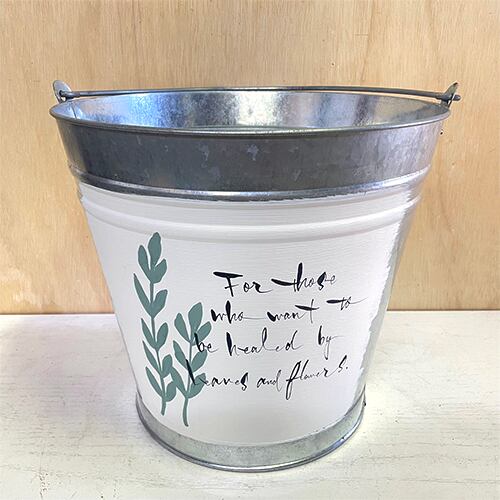 For those
who want to
be healed by
leaves and flowers.